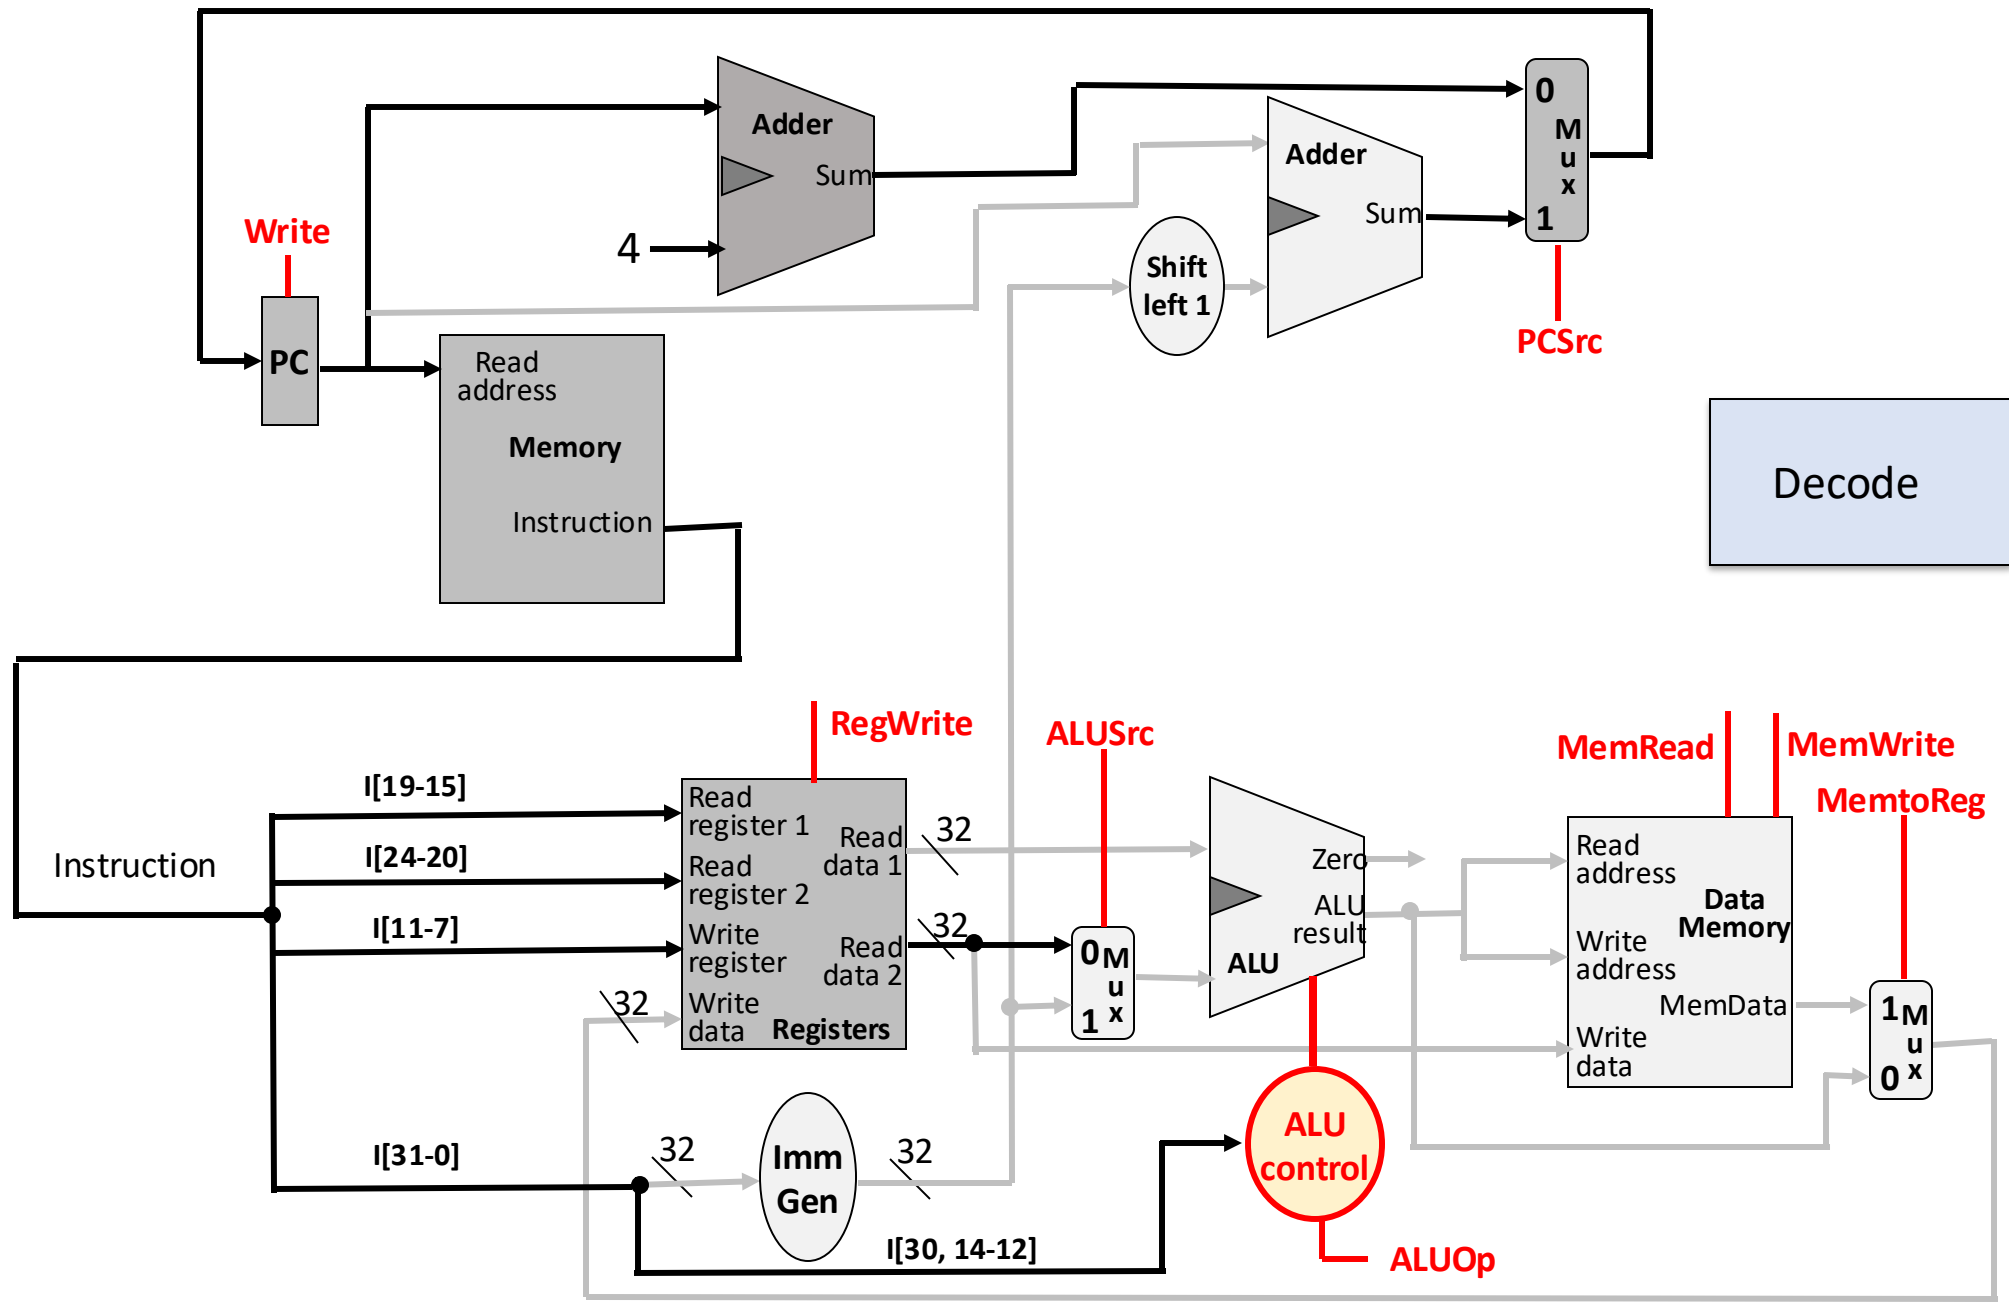 0
M
u
x
1
Adder
Sum
Adder
Sum
Write
4
Shift
left 1
PCSrc
PC
Read
address
Memory
Instruction
Decode
RegWrite
ALUSrc
MemRead
MemWrite
MemtoReg
I[19-15]
I[24-20]
I[11-7]
I[31-0]
Instruction
Read
register 1
Read
register 2
Write
register
Write
data
Read
data 1
Read
data 2
Registers
32
32
32
0
M
u
x
1
Zero
ALU
result
ALU
Read
address
Data
Memory
Write
address
MemData
Write
data
1
M
u
x
0
32
Imm
Gen
32
ALU
control
I[30, 14-12]
ALUOp